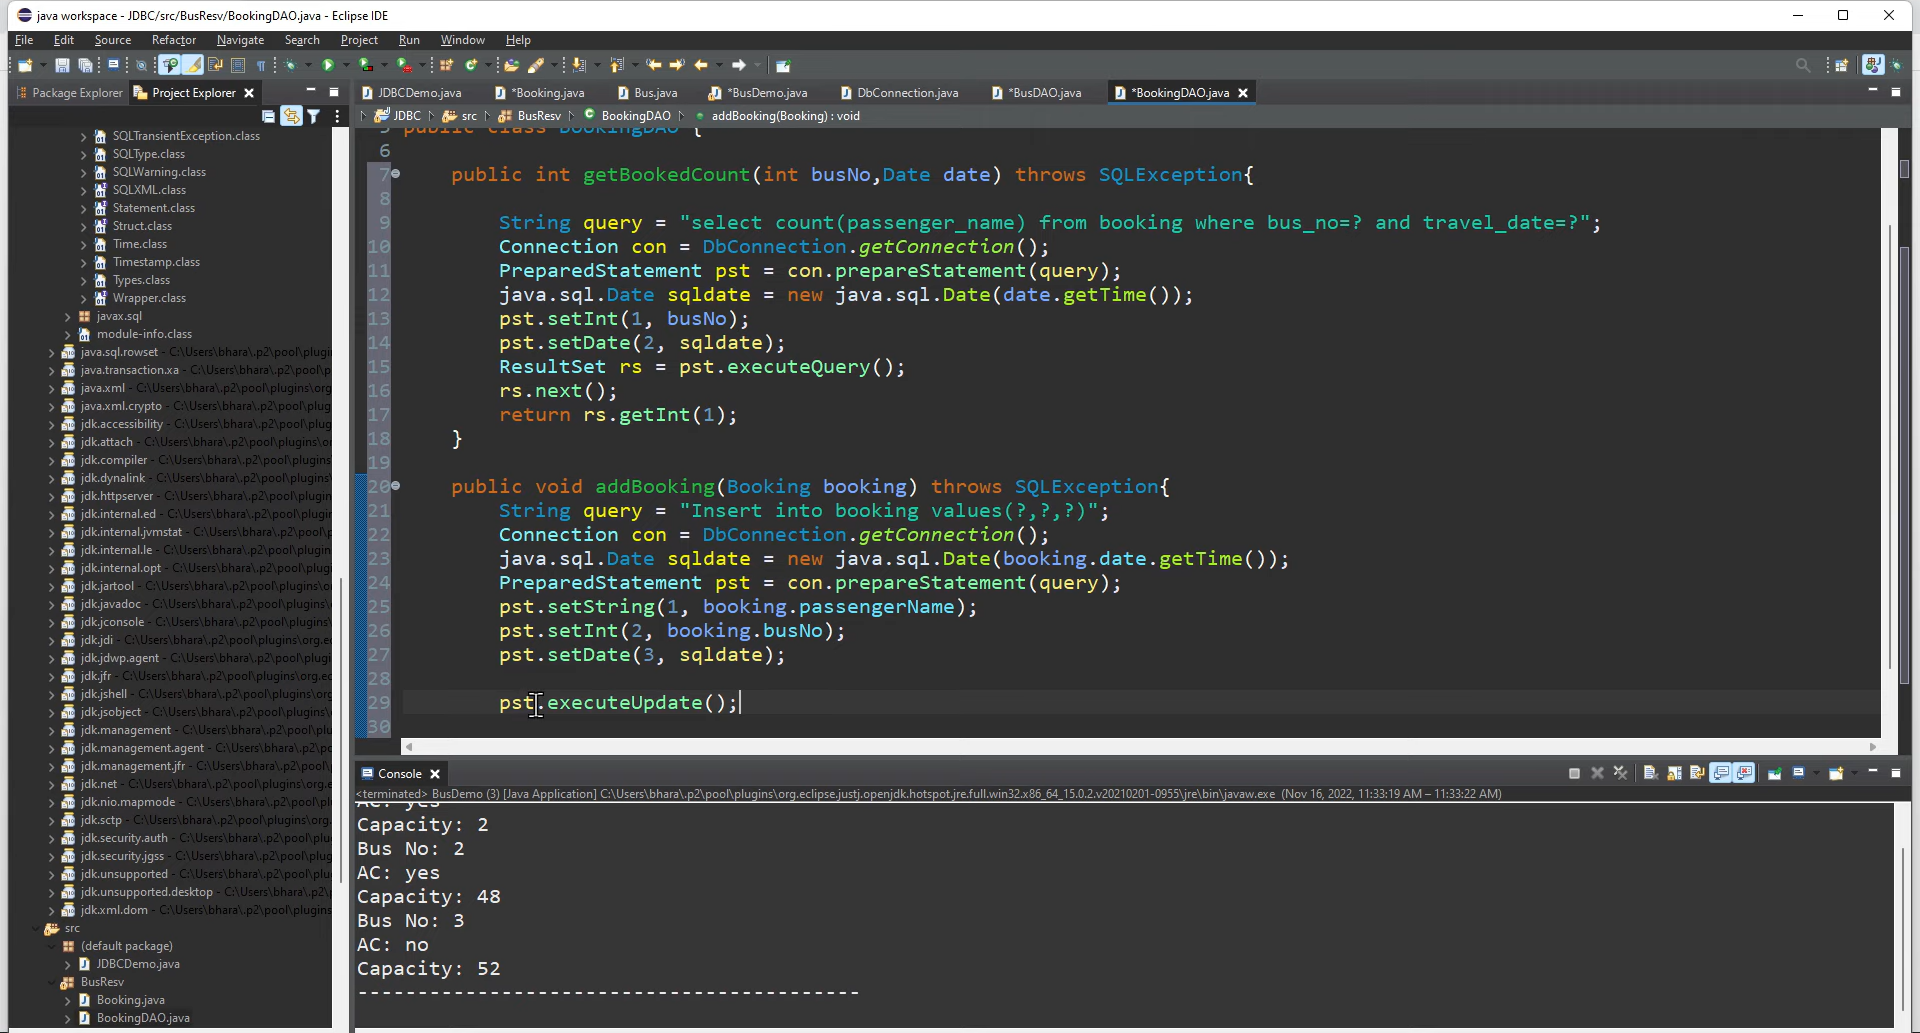 java workspace - JDBC/src/BusResv/BookingDAO.java - Eclipse IDE
File Edit Source Refactor Navigate Search Project Run Window Help
Package Explorer Project Explorer
JDBCDemo.java *Booking.java Bus.java *BusDemo.java DbConnection.java *BusDAO.java *BookingDAO.java
JDBC src BusResv BookingDAO addBooking(Booking) : void
SQLTransientException.class
SQLType.class
SQLWarning.class
SQLXML.class
Statement.class
Struct.class
Time.class
Timestamp.class
Types.class
Wrapper.class
javax.sql
module-info.class
java.sql.rowset - C:\Users\bhara\.p2\pool\plugins\
java.transaction.xa - C:\Users\bhara\.p2\pool\plugi
java.xml - C:\Users\bhara\.p2\pool\plugins\org
java.xml.crypto - C:\Users\bhara\.p2\pool\plugins\
jdk.accessibility - C:\Users\bhara\.p2\pool\plugins\
jdk.attach - C:\Users\bhara\.p2\pool\plugins\org
jdk.compiler - C:\Users\bhara\.p2\pool\plugins\
jdk.dynalink - C:\Users\bhara\.p2\pool\plugins\
jdk.httpserver - C:\Users\bhara\.p2\pool\plugins\
jdk.internal.ed - C:\Users\bhara\.p2\pool\plugins\
jdk.internal.jvmstat - C:\Users\bhara\.p2\pool\plugi
jdk.internal.le - C:\Users\bhara\.p2\pool\plugins\
jdk.internal.opt - C:\Users\bhara\.p2\pool\plugins\
jdk.jartool - C:\Users\bhara\.p2\pool\plugins\org
jdk.javadoc - C:\Users\bhara\.p2\pool\plugins\
jdk.jconsole - C:\Users\bhara\.p2\pool\plugins\
jdk.jdi - C:\Users\bhara\.p2\pool\plugins\org.e
jdk.jdwp.agent - C:\Users\bhara\.p2\pool\plugins\
jdk.jfr - C:\Users\bhara\.p2\pool\plugins\org.e
jdk.jshell - C:\Users\bhara\.p2\pool\plugins\org
jdk.jsobject - C:\Users\bhara\.p2\pool\plugins\
jdk.management - C:\Users\bhara\.p2\pool\plugins\
jdk.management.agent - C:\Users\bhara\.p2\pool\
jdk.management.jfr - C:\Users\bhara\.p2\pool\plugi
jdk.net - C:\Users\bhara\.p2\pool\plugins\org.e
jdk.nio.mapmode - C:\Users\bhara\.p2\pool\plugi
jdk.sctp - C:\Users\bhara\.p2\pool\plugins\org.
jdk.security.auth - C:\Users\bhara\.p2\pool\plugi
jdk.security.jgss - C:\Users\bhara\.p2\pool\plugins\
jdk.unsupported - C:\Users\bhara\.p2\pool\plugins\
jdk.unsupported.desktop - C:\Users\bhara\.p2\pool\
jdk.xml.dom - C:\Users\bhara\.p2\pool\plugins\
src
(default package)
JDBCDemo.java
BusResv
Booking.java
BookingDAO.java
5 public class BookingDAO {
6
7 public int getBookedCount(int busNo,Date date) throws SQLException{
8
9 String query = "select count(passenger_name) from booking where bus_no=? and travel_date=?";
10 Connection con = DbConnection.getConnection();
11 PreparedStatement pst = con.prepareStatement(query);
12 java.sql.Date sqldate = new java.sql.Date(date.getTime());
13 pst.setInt(1, busNo);
14 pst.setDate(2, sqldate);
15 ResultSet rs = pst.executeQuery();
16 rs.next();
17 return rs.getInt(1);
18 }
19
20 public void addBooking(Booking booking) throws SQLException{
21 String query = "Insert into booking values(?,?,?)";
22 Connection con = DbConnection.getConnection();
23 java.sql.Date sqldate = new java.sql.Date(booking.date.getTime());
24 PreparedStatement pst = con.prepareStatement(query);
25 pst.setString(1, booking.passengerName);
26 pst.setInt(2, booking.busNo);
27 pst.setDate(3, sqldate);
28
29 pst.executeUpdate();
30
Console
<terminated> BusDemo (3) [Java Application] C:\Users\bhara\.p2\pool\plugins\org.eclipse.justj.openjdk.hotspot.jre.full.win32.x86_64_15.0.2.v20210201-0955\jre\bin\javaw.exe (Nov 16, 2022, 11:33:19 AM – 11:33:22 AM)
AC: yes
Capacity: 2
Bus No: 2
AC: yes
Capacity: 48
Bus No: 3
AC: no
Capacity: 52
------------------------------------------